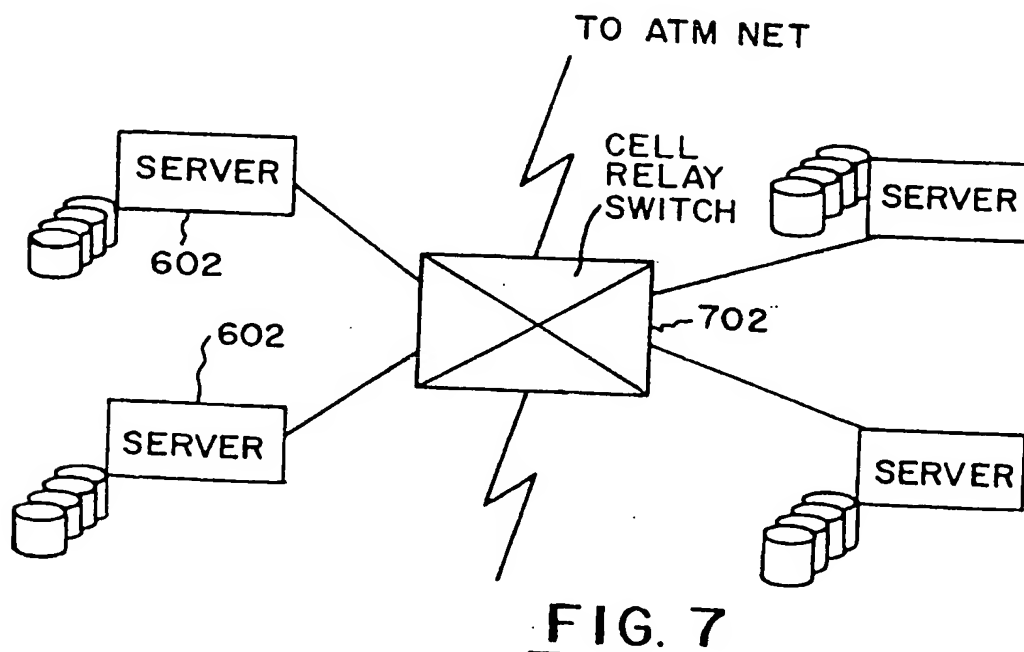 TO ATM NET
SERVER
602
CELL
RELAY
SWITCH
SERVER
702
602
SERVER
SERVER
FIG. 7